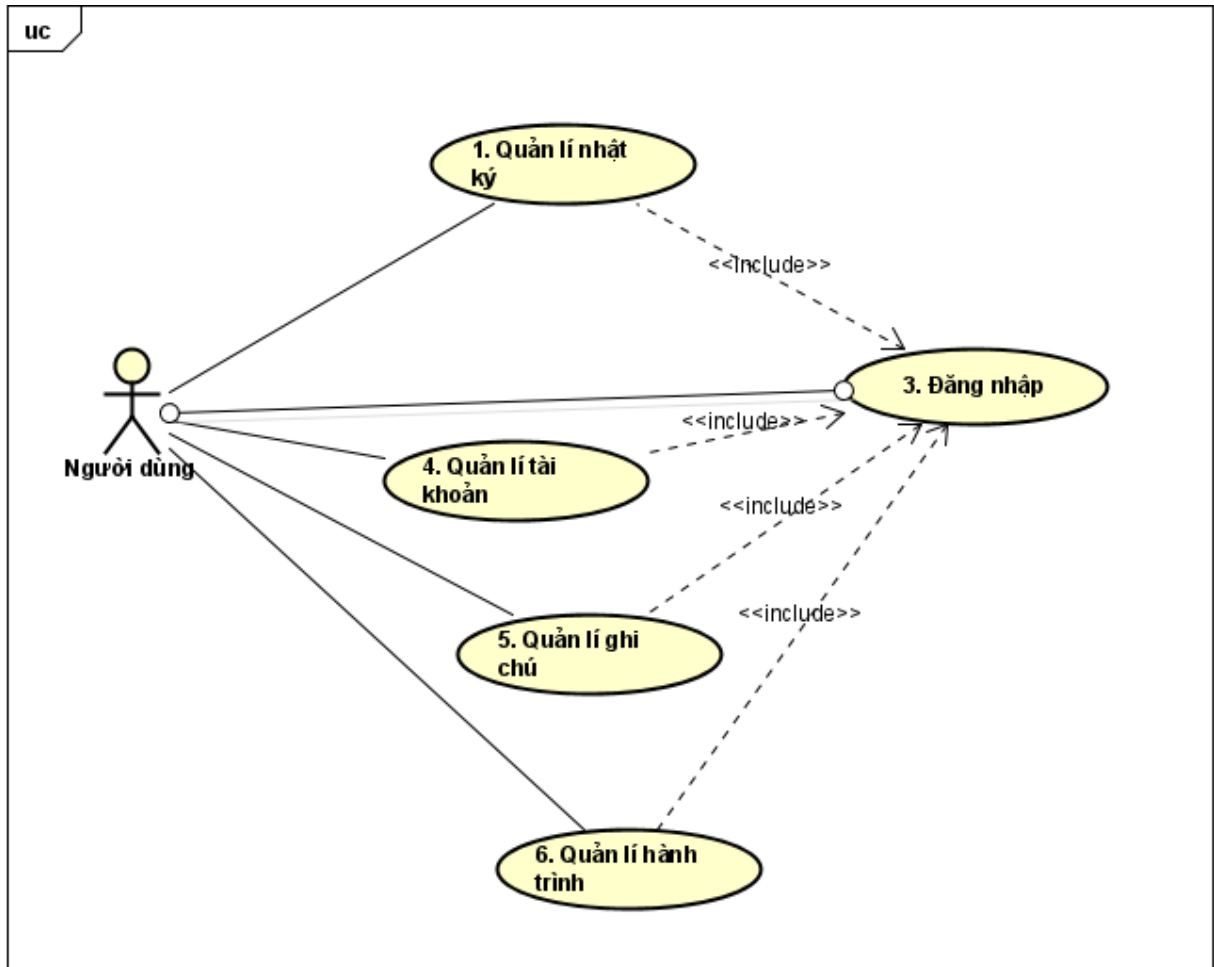 uc
1. Quản lí nhật
ký
<<include>>
3. Đăng nhập
<<include>>
Người dùng
4. Quản lí tài
khoản
<<include>>
<<include>>
5. Quản lí ghi
chú
6. Quản lí hành
trình